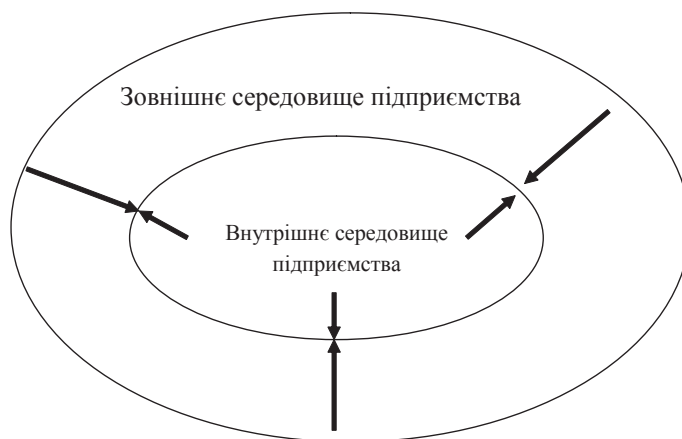 Зовнішнє середовище підприємства
Внутрішнє середовище
підприємства